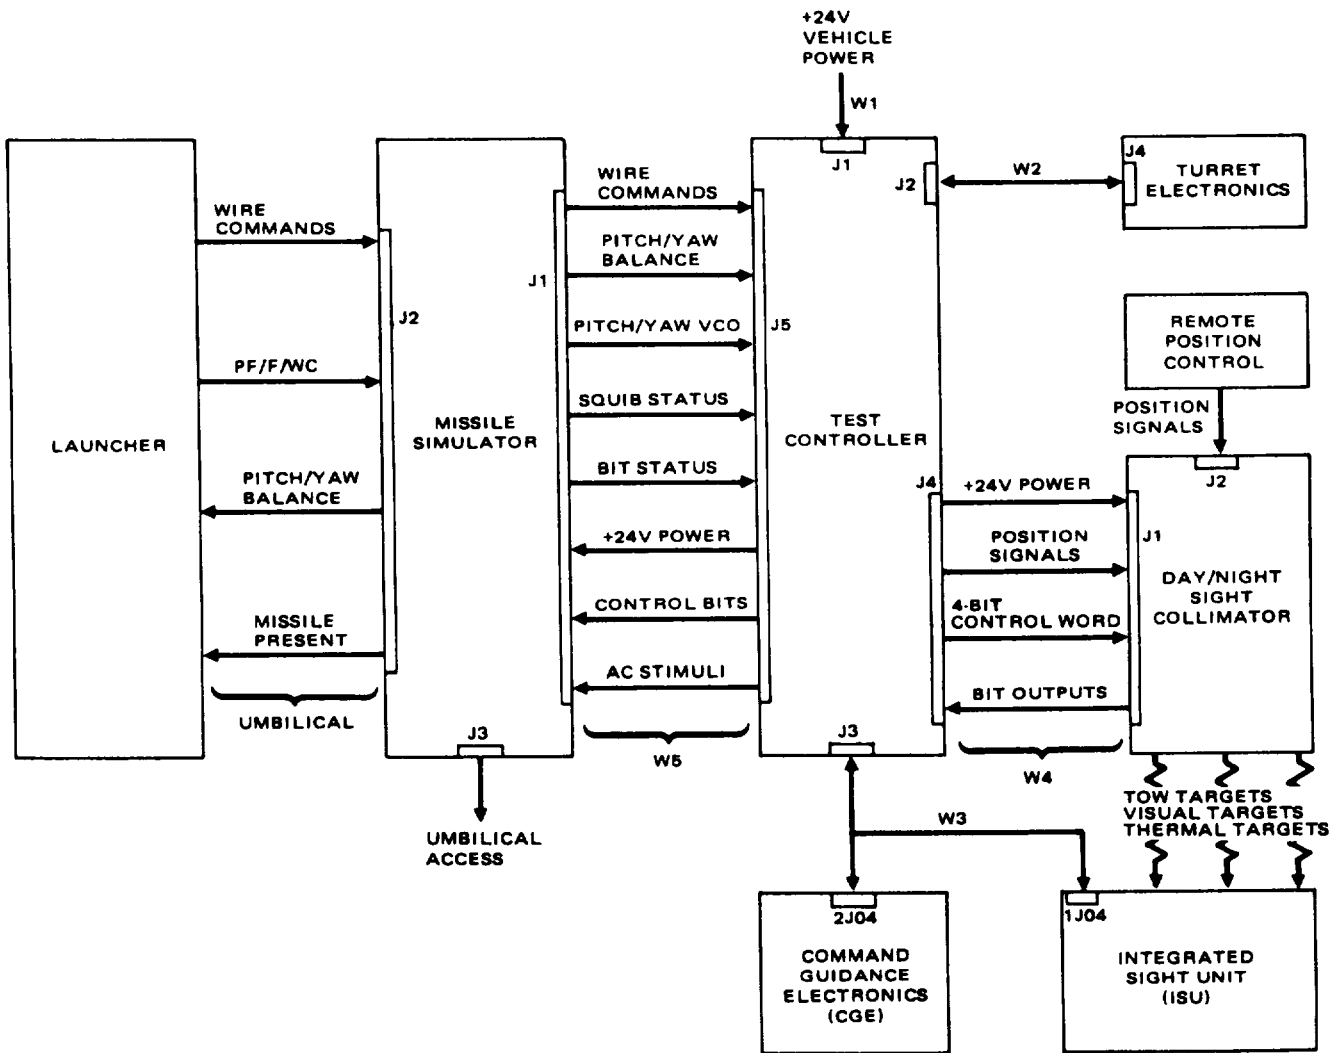 +24V
VEHICLE
POWER
W1
J1
LAUNCHER
WIRE
COMMANDS
PF/F/WC
PITCH/YAW
BALANCE
MISSILE
PRESENT
UMBILICAL
J2
MISSILE
SIMULATOR
J1
J3
UMBILICAL
ACCESS
WIRE
COMMANDS
PITCH/YAW
BALANCE
PITCH/YAW VCO
SQUIB STATUS
BIT STATUS
+24V POWER
CONTROL BITS
AC STIMULI
W5
J5
TEST
CONTROLLER
J2
J4
J3
W2
J4
TURRET
ELECTRONICS
REMOTE
POSITION
CONTROL
POSITION
SIGNALS
J2
+24V POWER
POSITION
SIGNALS
4-BIT
CONTROL WORD
BIT OUTPUTS
W4
J1
DAY/NIGHT
SIGHT
COLLIMATOR
TOW TARGETS
VISUAL TARGETS
THERMAL TARGETS
W3
2J04
COMMAND
GUIDANCE
ELECTRONICS
(CGE)
1J04
INTEGRATED
SIGHT UNIT
(ISU)